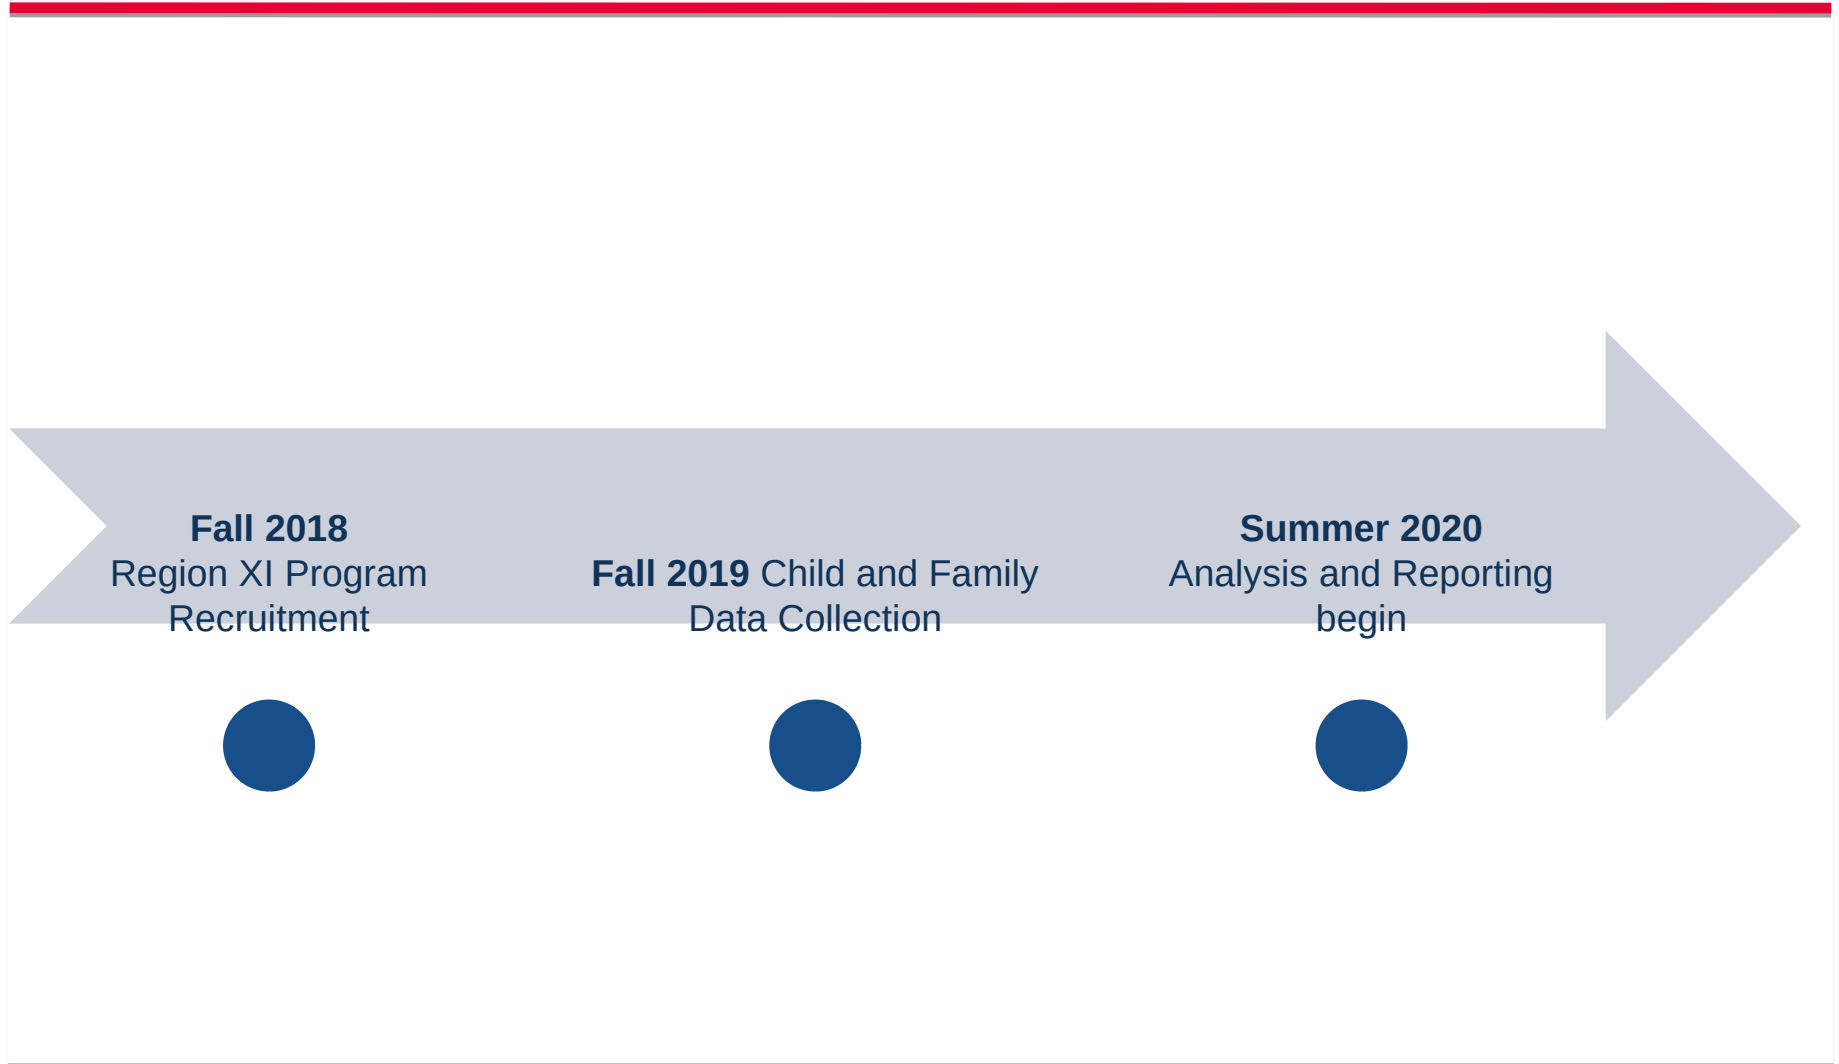 Fall 2018
Region XI Program
Recruitment
Fall 2019 Child and Family
Data Collection
Summer 2020
Analysis and Reporting
begin